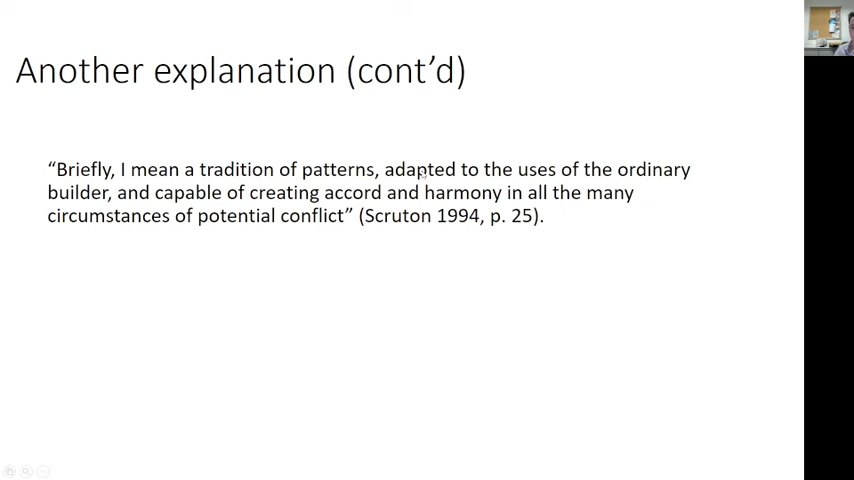 Another explanation (cont’d)
“Briefly, I mean a tradition of patterns, adapted to the uses of the ordinary
builder, and capable of creating accord and harmony in all the many
circumstances of potential conflict” (Scruton 1994, p. 25).